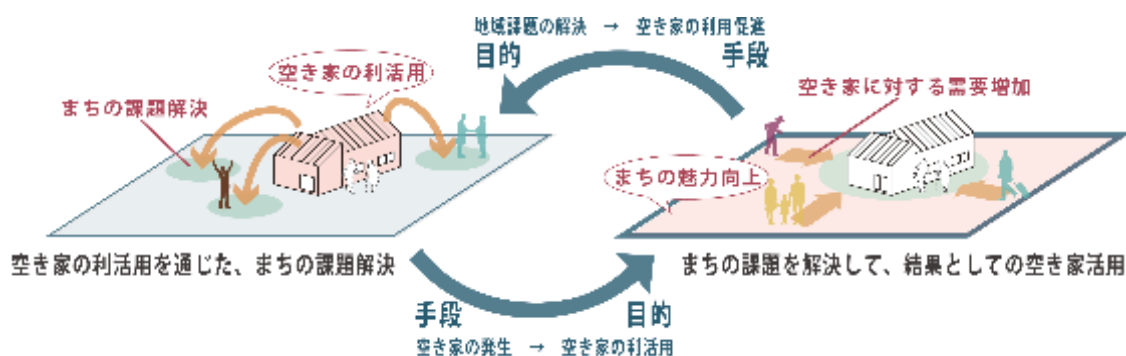 地域課題の解決 → 空き家の利用促進
目的 手段
空き家の利活用
まちの課題解決
空き家に対する需要増加
まちの魅力向上
空き家の利活用を通じた、まちの課題解決
まちの課題を解決して、結果としての空き家活用
手段 目的
空き家の発生 → 空き家の利活用